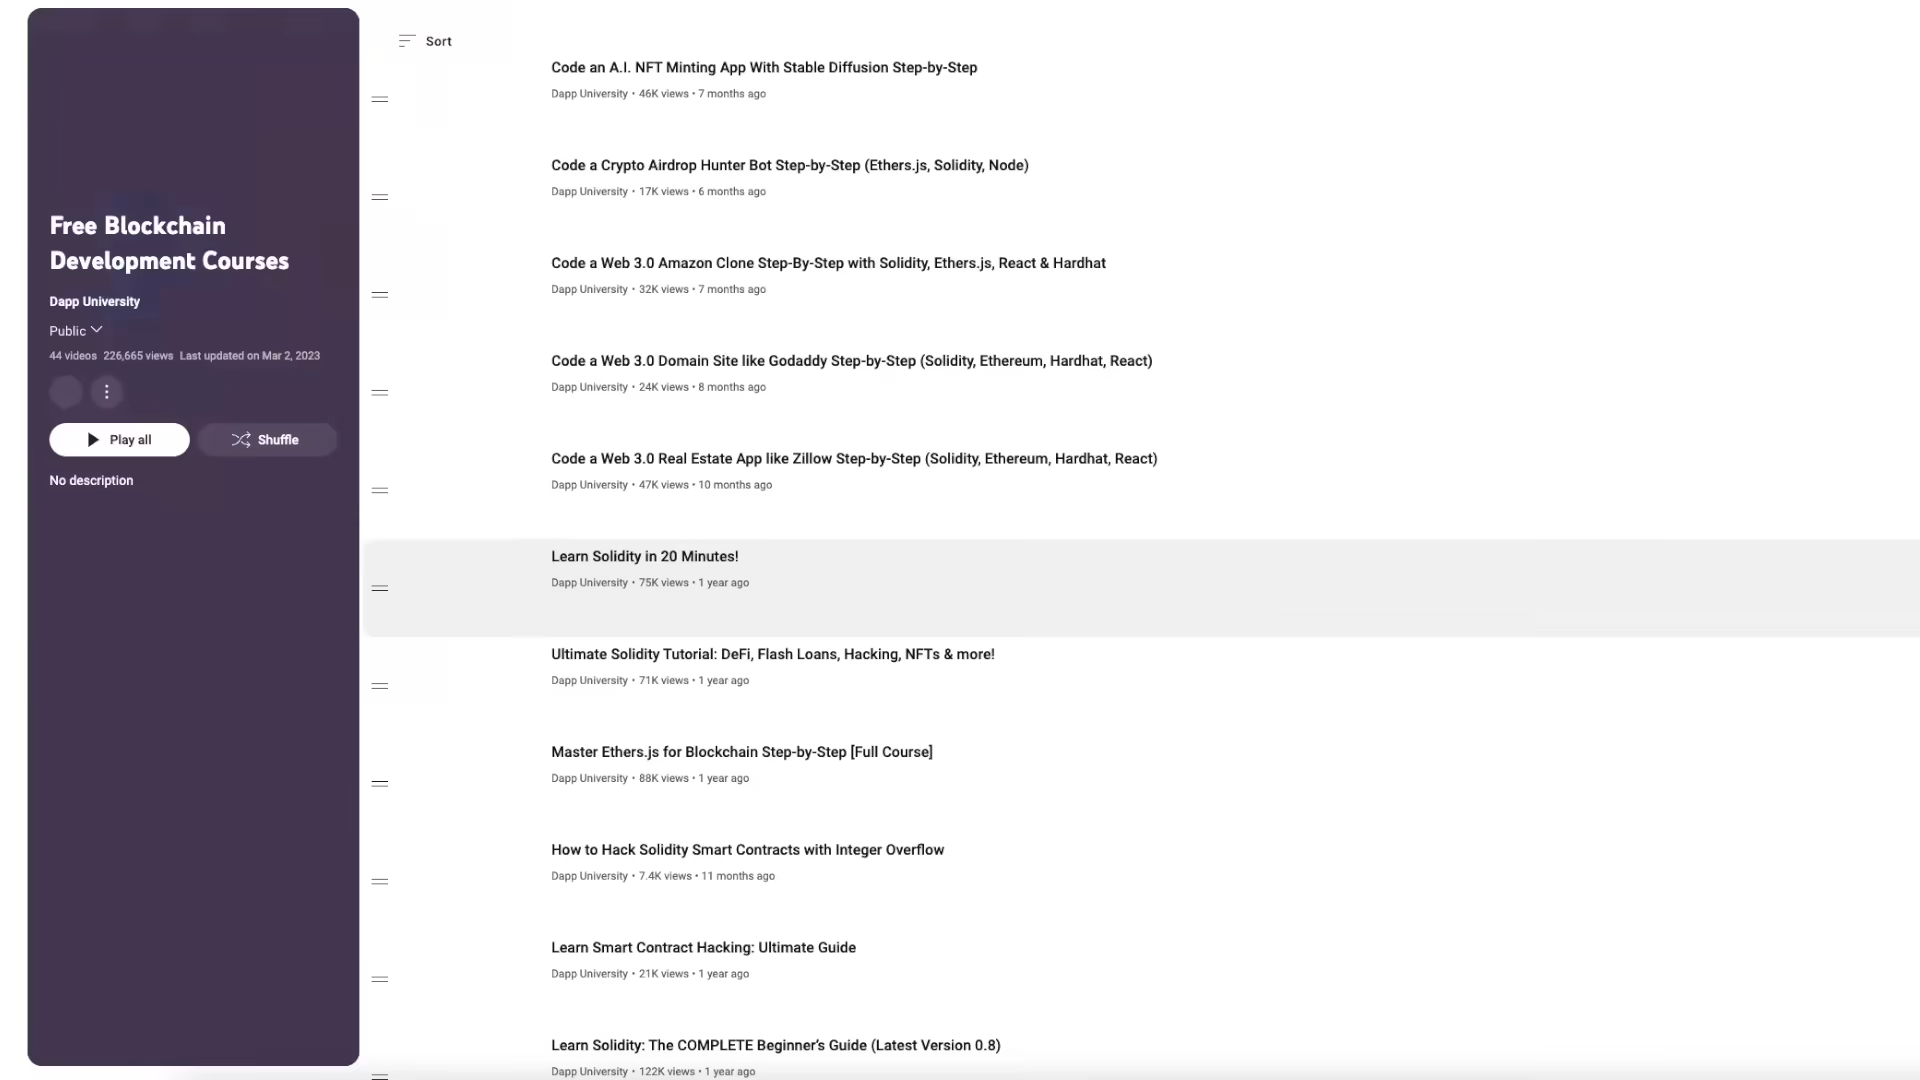 Free Blockchain
Development Courses
Dapp University
Public
44 videos 226,665 views Last updated on Mar 2, 2023
Play all
Shuffle
No description
Sort
Code an A.I. NFT Minting App With Stable Diffusion Step-by-Step
Dapp University • 46K views • 7 months ago
Code a Crypto Airdrop Hunter Bot Step-by-Step (Ethers.js, Solidity, Node)
Dapp University • 17K views • 6 months ago
Code a Web 3.0 Amazon Clone Step-By-Step with Solidity, Ethers.js, React & Hardhat
Dapp University • 32K views • 7 months ago
Code a Web 3.0 Domain Site like Godaddy Step-by-Step (Solidity, Ethereum, Hardhat, React)
Dapp University • 24K views • 8 months ago
Code a Web 3.0 Real Estate App like Zillow Step-by-Step (Solidity, Ethereum, Hardhat, React)
Dapp University • 47K views • 10 months ago
Learn Solidity in 20 Minutes!
Dapp University • 75K views • 1 year ago
Ultimate Solidity Tutorial: DeFi, Flash Loans, Hacking, NFTs & more!
Dapp University • 71K views • 1 year ago
Master Ethers.js for Blockchain Step-by-Step [Full Course]
Dapp University • 88K views • 1 year ago
How to Hack Solidity Smart Contracts with Integer Overflow
Dapp University • 7.4K views • 11 months ago
Learn Smart Contract Hacking: Ultimate Guide
Dapp University • 21K views • 1 year ago
Learn Solidity: The COMPLETE Beginner’s Guide (Latest Version 0.8)
Dapp University • 122K views • 1 year ago